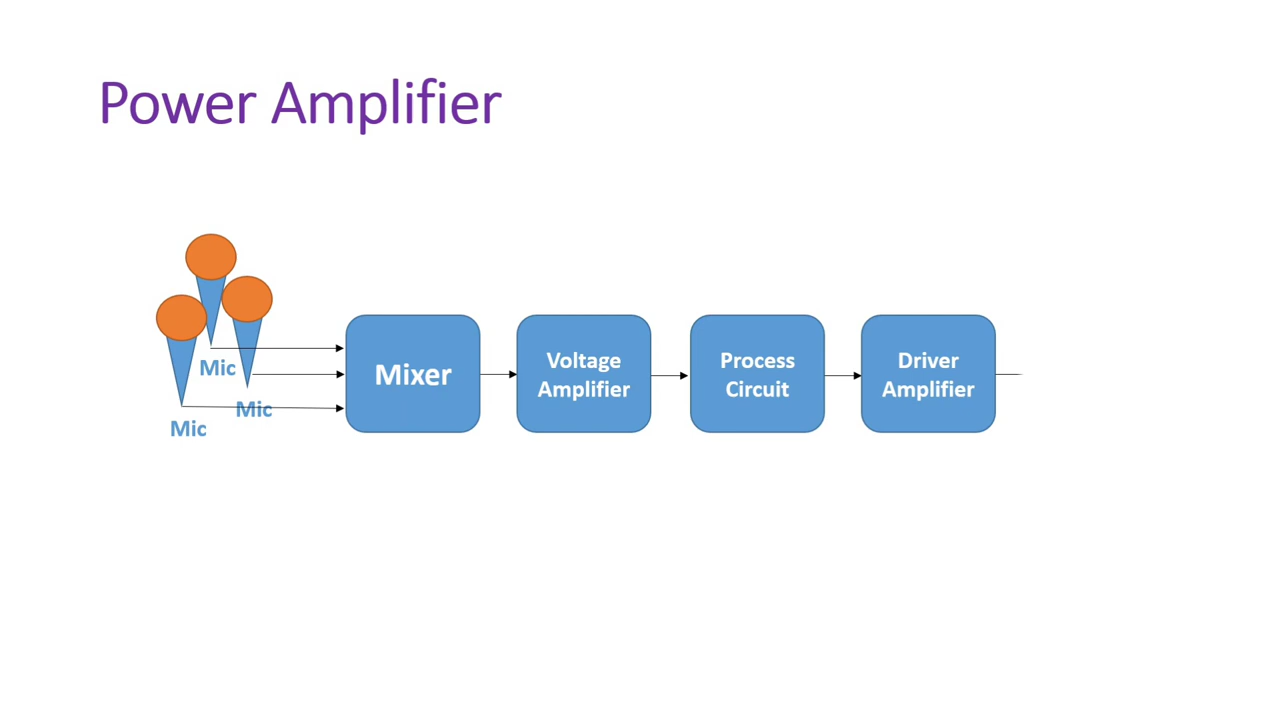 Power Amplifier
Mic
Mic
Mic
Mixer
Voltage
Amplifier
Process
Circuit
Driver
Amplifier